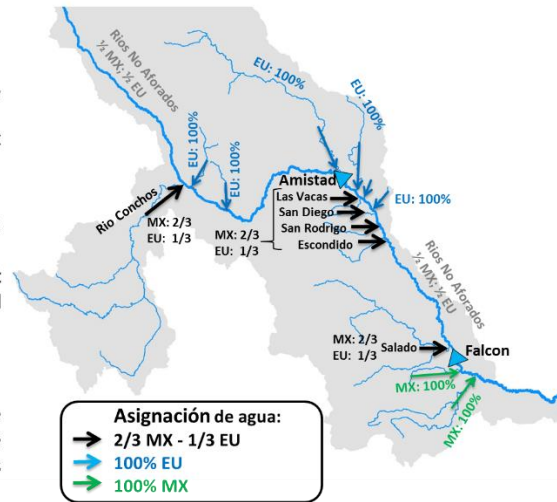 Rios No Aforados
½ MX; ½ EU
EU: 100%
EU: 100%
EU: 100%
EU: 100%
EU: 100%
Rio Conchos
MX: 2/3
EU: 1/3
Amistad
Las Vacas
San Diego
San Rodrigo
Escondido
MX: 2/3
EU: 1/3
Rios No Aforados
½ MX; ½ EU
MX: 2/3
EU: 1/3
Salado
Falcon
MX: 100%
MX: 100%
Asignación de agua:
2/3 MX - 1/3 EU
100% EU
100% MX